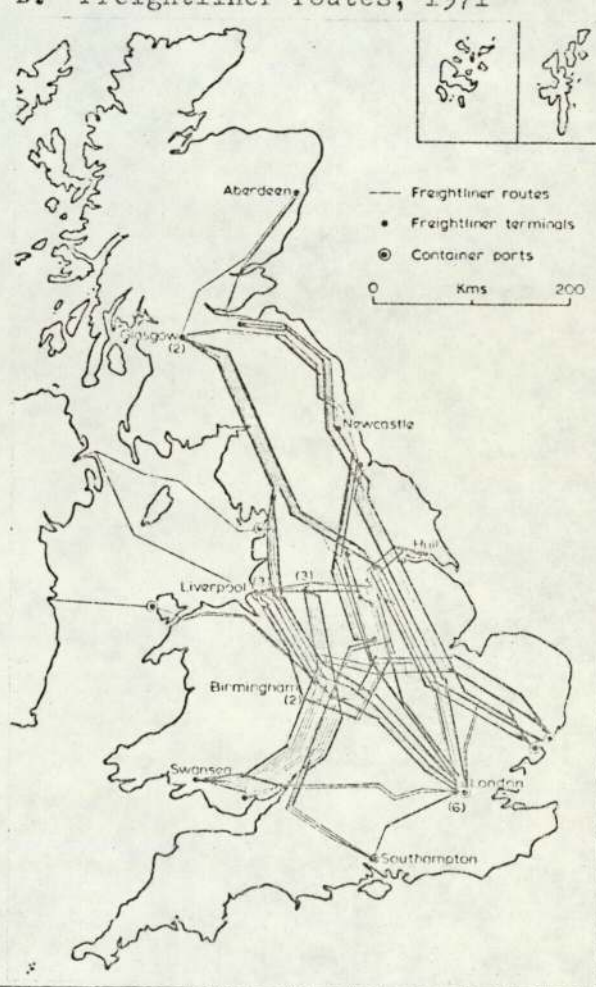 B. Freightliner routes, 1971
Aberdeen
Freightliner routes
Freightliner terminals
Container ports
0 Kms 200
Glasgow
(2)
Newcastle
Hull
Liverpool (3)
Birmingham
(2)
Swansea
London
(6)
Southampton